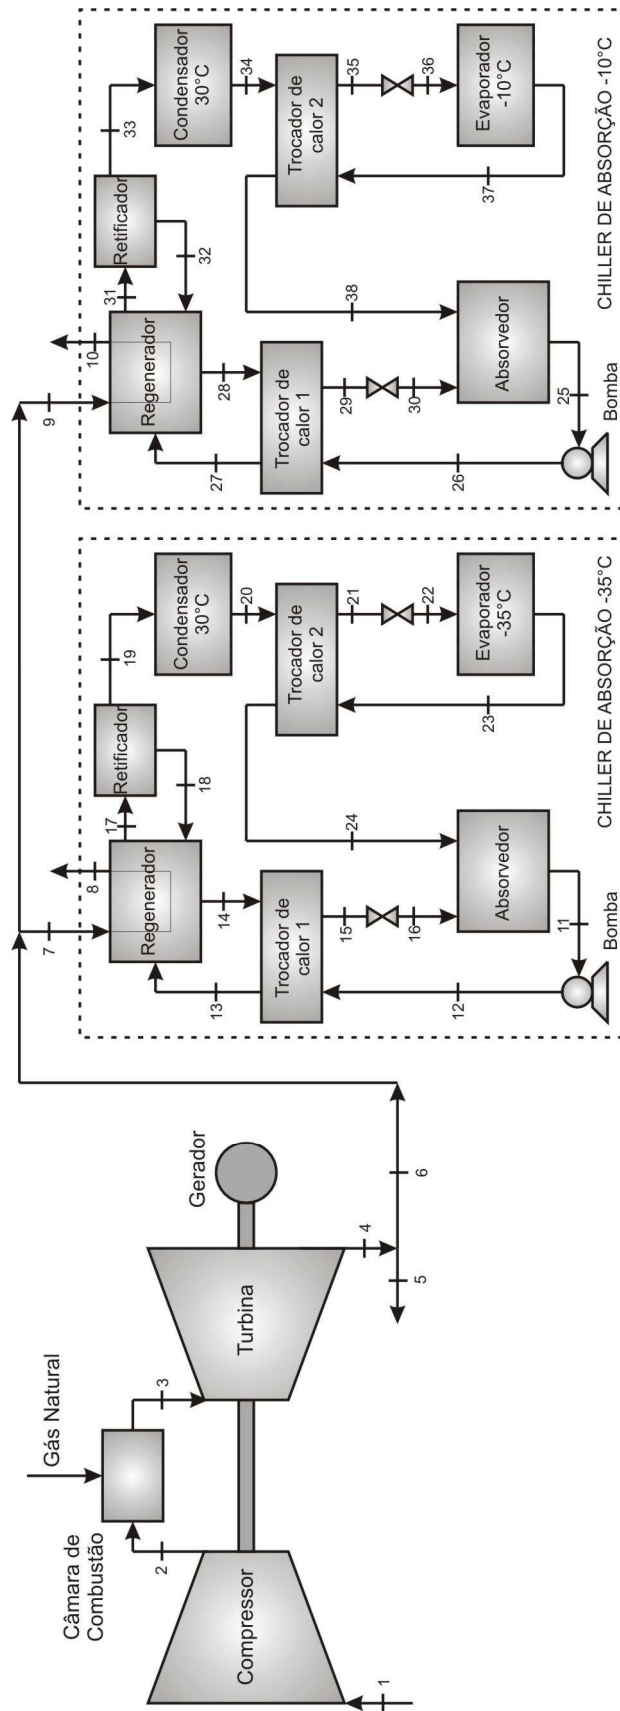 1
Compressor
2
Câmara de
Combustão
Gás Natural
3
Turbina
4
5
6
Gerador
7
8
Regenerador
17
Retificador
18
19
Condensador
30°C
20
Trocador de
calor 2
21
22
Evaporador
-35°C
23
24
13
14
Trocador de
calor 1
15
16
Absorvedor
11
12
Bomba
CHILLER DE ABSORÇÃO -35°C
9
10
Regenerador
31
Retificador
32
33
Condensador
30°C
34
Trocador de
calor 2
35
36
Evaporador
-10°C
37
38
27
28
Trocador de
calor 1
29
30
Absorvedor
25
26
Bomba
CHILLER DE ABSORÇÃO -10°C